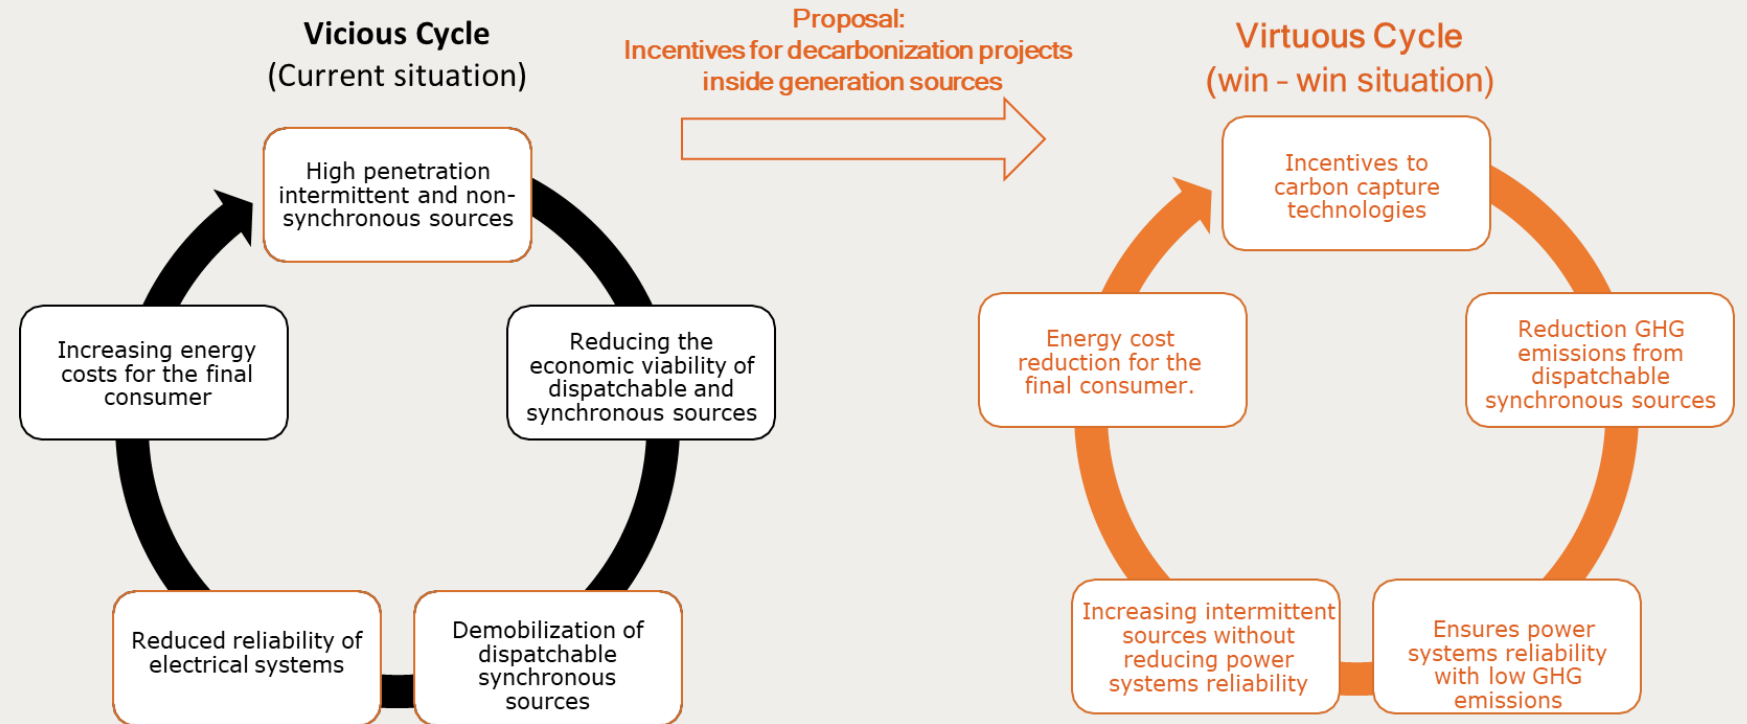 Vicious Cycle
(Current situation)
High penetration
intermittent and non-
synchronous sources
Reducing the
economic viability of
dispatchable and
synchronous sources
Demobilization of
dispatchable
synchronous
sources
Reduced reliability of
electrical systems
Increasing energy
costs for the final
consumer
Proposal:
Incentives for decarbonization projects
inside generation sources
Virtuous Cycle
(win - win situation)
Incentives to
carbon capture
technologies
Reduction GHG
emissions from
dispatchable
synchronous sources
Ensures power
systems reliability
with low GHG
emissions
Increasing intermittent
sources without
reducing power
systems reliability
Energy cost
reduction for the
final consumer.